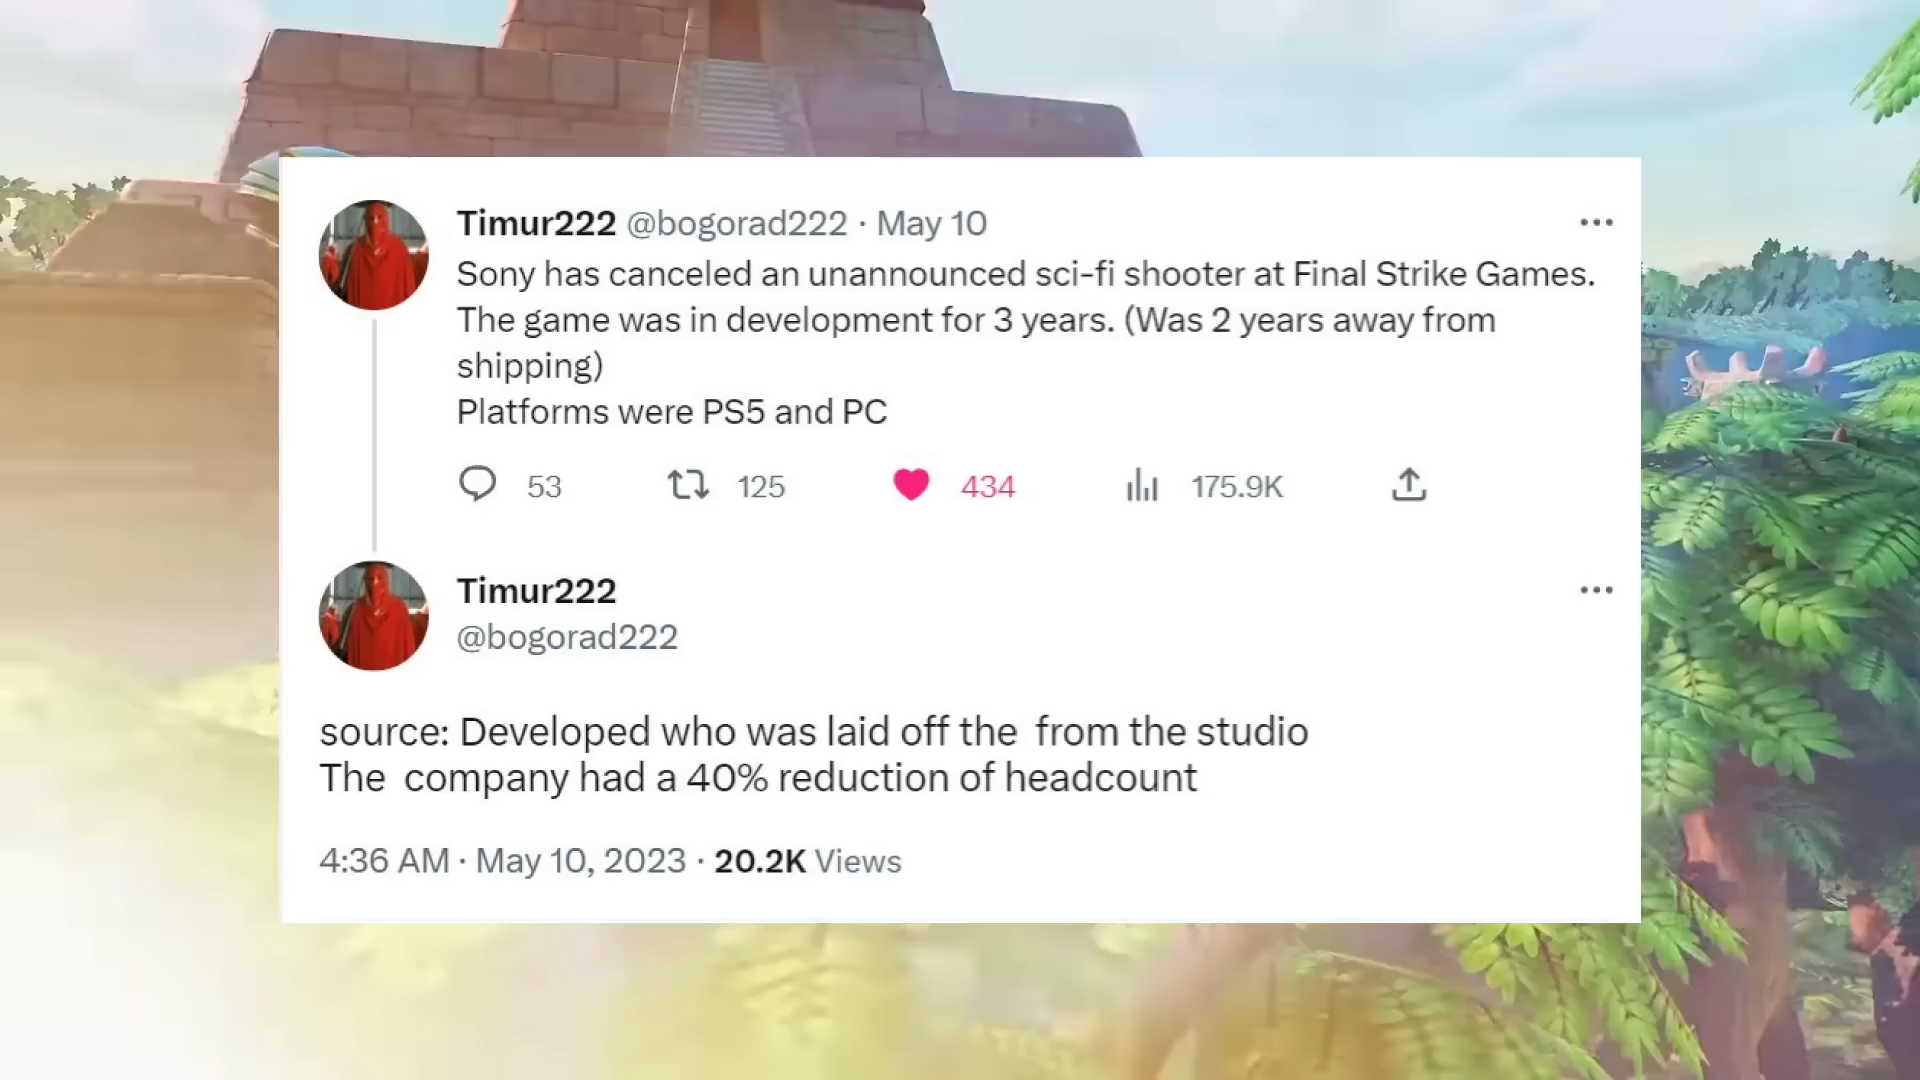 Timur222 @bogorad222 · May 10
Sony has canceled an unannounced sci-fi shooter at Final Strike Games.
The game was in development for 3 years. (Was 2 years away from
shipping)
Platforms were PS5 and PC
53 125 434 175.9K
Timur222
@bogorad222
source: Developed who was laid off the from the studio
The company had a 40% reduction of headcount
4:36 AM · May 10, 2023 · 20.2K Views